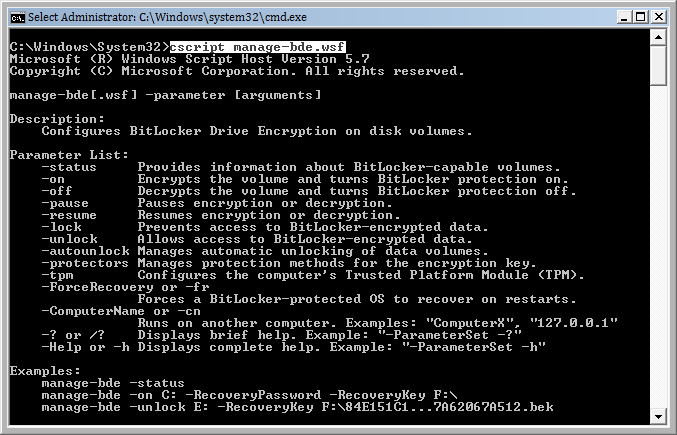 Select Administrator: C:\Windows\system32\cmd.exe
C:\Windows\System32>cscript manage-bde.wsf
Microsoft (R) Windows Script Host Version 5.7
Copyright (C) Microsoft Corporation. All rights reserved.
manage-bde[.wsf] -parameter [arguments]
Description:
    Configures BitLocker Drive Encryption on disk volumes.
Parameter List:
    -status     Provides information about BitLocker-capable volumes.
    -on         Encrypts the volume and turns BitLocker protection on.
    -off        Decrypts the volume and turns BitLocker protection off.
    -pause      Pauses encryption or decryption.
    -resume     Resumes encryption or decryption.
    -lock       Prevents access to BitLocker-encrypted data.
    -unlock     Allows access to BitLocker-encrypted data.
    -autounlock Manages automatic unlocking of data volumes.
    -protectors Manages protection methods for the encryption key.
    -tpm        Configures the computer's Trusted Platform Module (TPM).
    -ForceRecovery or -fr
                Forces a BitLocker-protected OS to recover on restarts.
    -ComputerName or -cn
                Runs on another computer. Examples: "ComputerX", "127.0.0.1"
    -? or /?    Displays brief help. Example: "-ParameterSet -?"
    -Help or -h Displays complete help. Example: "-ParameterSet -h"
Examples:
    manage-bde -status
    manage-bde -on C: -RecoveryPassword -RecoveryKey F:\
    manage-bde -unlock E: -RecoveryKey F:\84E151C1...7A62067A512.bek